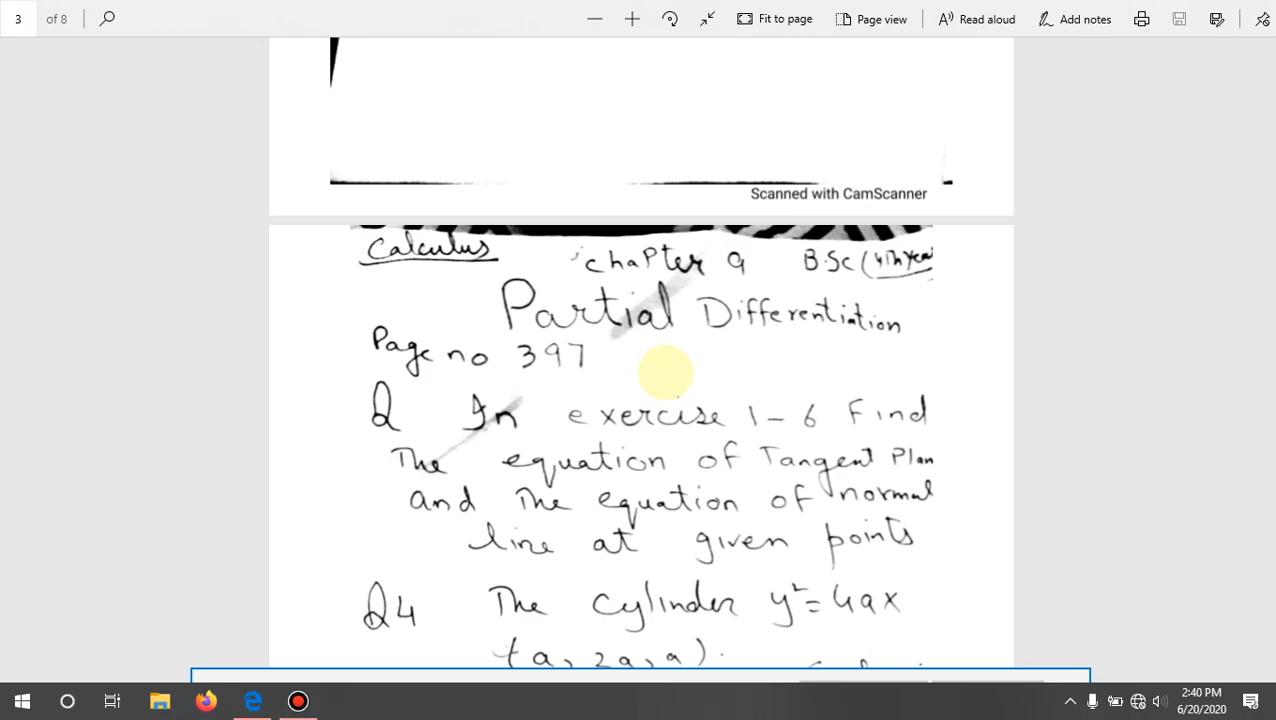 3 of 8
Fit to page
Page view
Read aloud
Add notes
Scanned with CamScanner
Calculus chapter 9 B.Sc (4th Year
Partial Differentiation
Page no 397
Q In exercise 1-6 Find
The equation of Tangent Plan
and The equation of normal
line at given points
Q4 The Cylinder y²=4ax
(a, 2a, a).
2:40 PM
6/20/2020